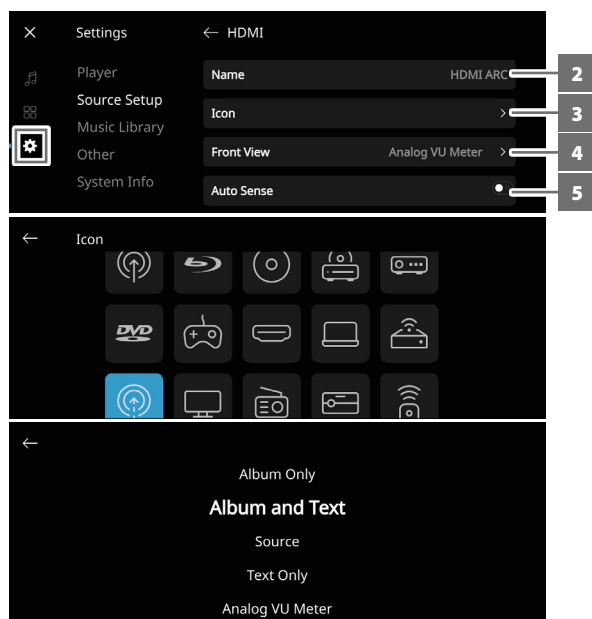 Settings
HDMI
Player
Source Setup
Music Library
Other
System Info
Name HDMI ARC
Icon
Front View Analog VU Meter
Auto Sense
2
3
4
5
Icon
DVD
Album Only
Album and Text
Source
Text Only
Analog VU Meter